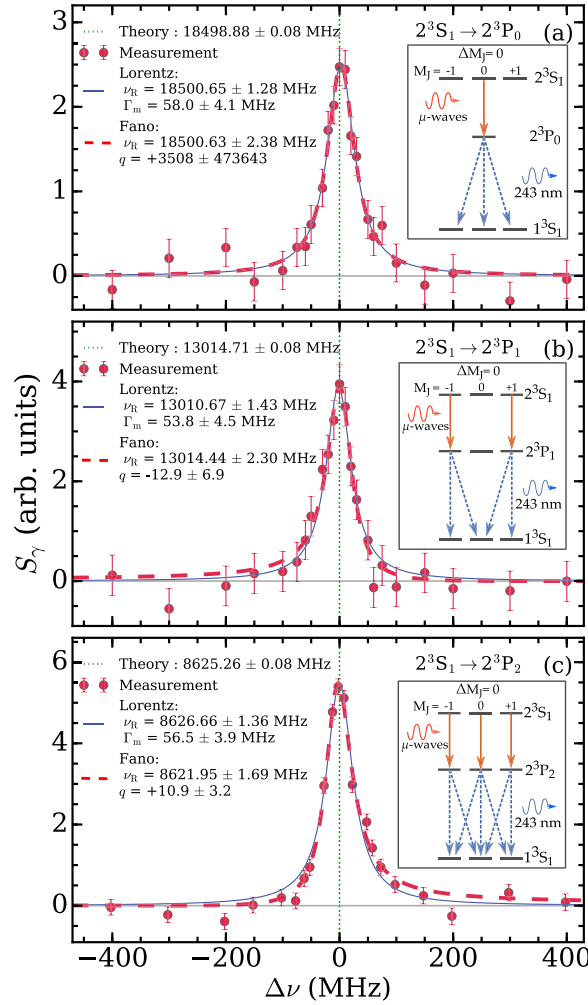 Theory : 18498.88 ± 0.08 MHz
Measurement
Lorentz:
ν_R = 18500.65 ± 1.28 MHz
Γ_m = 58.0 ± 4.1 MHz
Fano:
ν_R = 18500.63 ± 2.38 MHz
q = +3508 ± 473643
2³S₁→2³P₀
(a)
ΔM_J = 0
M_J = -1 0 +1 2³S₁
μ-waves
2³P₀
243 nm
1³S₁
3
2
1
0
Theory : 13014.71 ± 0.08 MHz
Measurement
Lorentz:
ν_R = 13010.67 ± 1.43 MHz
Γ_m = 53.8 ± 4.5 MHz
Fano:
ν_R = 13014.44 ± 2.30 MHz
q = -12.9 ± 6.9
2³S₁→2³P₁
(b)
ΔM_J = 0
M_J = -1 0 +1 2³S₁
μ-waves
2³P₁
243 nm
1³S₁
4
2
0
S_γ (arb. units)
Theory : 8625.26 ± 0.08 MHz
Measurement
Lorentz:
ν_R = 8626.66 ± 1.36 MHz
Γ_m = 56.5 ± 3.9 MHz
Fano:
ν_R = 8621.95 ± 1.69 MHz
q = +10.9 ± 3.2
2³S₁→2³P₂
(c)
ΔM_J = 0
M_J = -1 0 +1 2³S₁
μ-waves
2³P₂
243 nm
1³S₁
6
4
2
0
−400 −200 0 200 400
Δν (MHz)